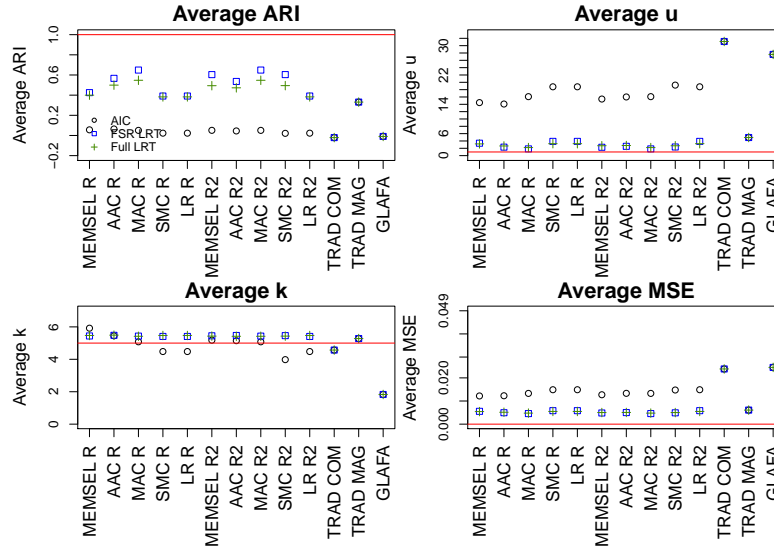 Average ARI
Average ARI
1.0
0.6
0.2
−0.2
AIC
PSR LRT
Full LRT
MEMSEL R
AAC R
MAC R
SMC R
LR R
MEMSEL R2
AAC R2
MAC R2
SMC R2
LR R2
TRAD COM
TRAD MAG
GLAFA
Average u
Average u
30
22
14
6
0
MEMSEL R
AAC R
MAC R
SMC R
LR R
MEMSEL R2
AAC R2
MAC R2
SMC R2
LR R2
TRAD COM
TRAD MAG
GLAFA
Average k
Average k
6
4
2
0
MEMSEL R
AAC R
MAC R
SMC R
LR R
MEMSEL R2
AAC R2
MAC R2
SMC R2
LR R2
TRAD COM
TRAD MAG
GLAFA
Average MSE
Average MSE
0.049
0.020
0.000
MEMSEL R
AAC R
MAC R
SMC R
LR R
MEMSEL R2
AAC R2
MAC R2
SMC R2
LR R2
TRAD COM
TRAD MAG
GLAFA